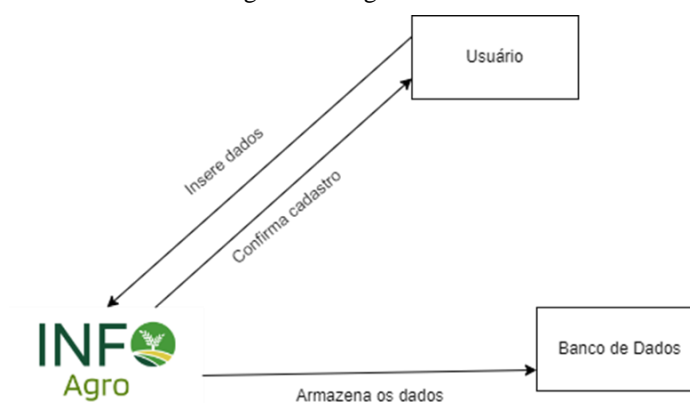 Usuário
Insere dados
Confirma cadastro
INFO
Agro
Banco de Dados
Armazena os dados